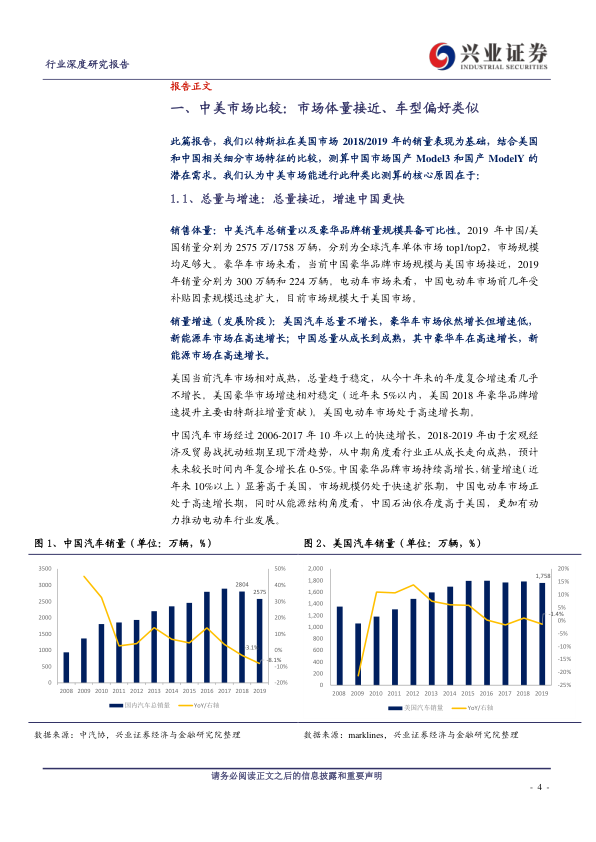 行业深度研究报告
兴业证券
INDUSTRIAL SECURITIES
报告正文
一、中美市场比较：市场体量接近、车型偏好类似
此篇报告，我们以特斯拉在美国市场 2018/2019 年的销量表现为基础，结合美国
和中国相关细分市场特征的比较，测算中国市场国产 Model3 和国产 ModelY 的
潜在需求。我们认为中美市场能进行此种类比测算的核心原因在于：
1.1、总量与增速：总量接近，增速中国更快
销售体量：中美汽车总销量以及豪华品牌销量规模具备可比性。2019 年中国/美
国销量分别为 2575 万/1758 万辆，分别为全球汽车单体市场 top1/top2，市场规模
均足够大。豪华车市场来看，当前中国豪华品牌市场规模与美国市场接近，2019
年销量分别为 300 万辆和 224 万辆。电动车市场来看，中国电动车市场前几年受
补贴因素规模迅速扩大，目前市场规模大于美国市场。
销量增速（发展阶段）：美国汽车总量不增长，豪华车市场依然增长但增速低，
新能源车市场在高速增长；中国总量从成长到成熟，其中豪华车在高速增长，新
能源市场在高速增长。
美国当前汽车市场相对成熟，总量趋于稳定，从今十年来的年度复合增速看几乎
不增长。美国豪华市场增速相对稳定（近年来 5%以内，美国 2018 年豪华品牌增
速提升主要由特斯拉增量贡献）。美国电动车市场处于高速增长期。
中国汽车市场经过 2006-2017 年 10 年以上的快速增长，2018-2019 年由于宏观经
济及贸易战扰动短期呈现下滑趋势，从中期角度看行业正从成长走向成熟，预计
未来较长时间内年复合增长在 0-5%。中国豪华品牌市场持续高增长，销量增速（近
年来 10%以上）显著高于美国，市场规模仍处于快速扩张期，中国电动车市场正
处于高速增长期，同时从能源结构角度看，中国石油依存度高于美国，更加有动
力推动电动车行业发展。
图 1、中国汽车销量（单位：万辆，%）
3500
3000
2500
2000
1500
1000
500
0
50%
40%
30%
20%
10%
0%
-10%
-20%
2804
2575
-3.1%
-8.1%
2008 2009 2010 2011 2012 2013 2014 2015 2016 2017 2018 2019
国内汽车总销量 YoY/右轴
图 2、美国汽车销量（单位：万辆，%）
2,000
1,800
1,600
1,400
1,200
1,000
800
600
400
200
0
20%
15%
10%
5%
0%
-5%
-10%
-15%
-20%
-25%
1,758
-1.4%
2008 2009 2010 2011 2012 2013 2014 2015 2016 2017 2018 2019
美国汽车销量 YoY/右轴
数据来源：中汽协，兴业证券经济与金融研究院整理
数据来源：marklines，兴业证券经济与金融研究院整理
请务必阅读正文之后的信息披露和重要声明
- 4 -